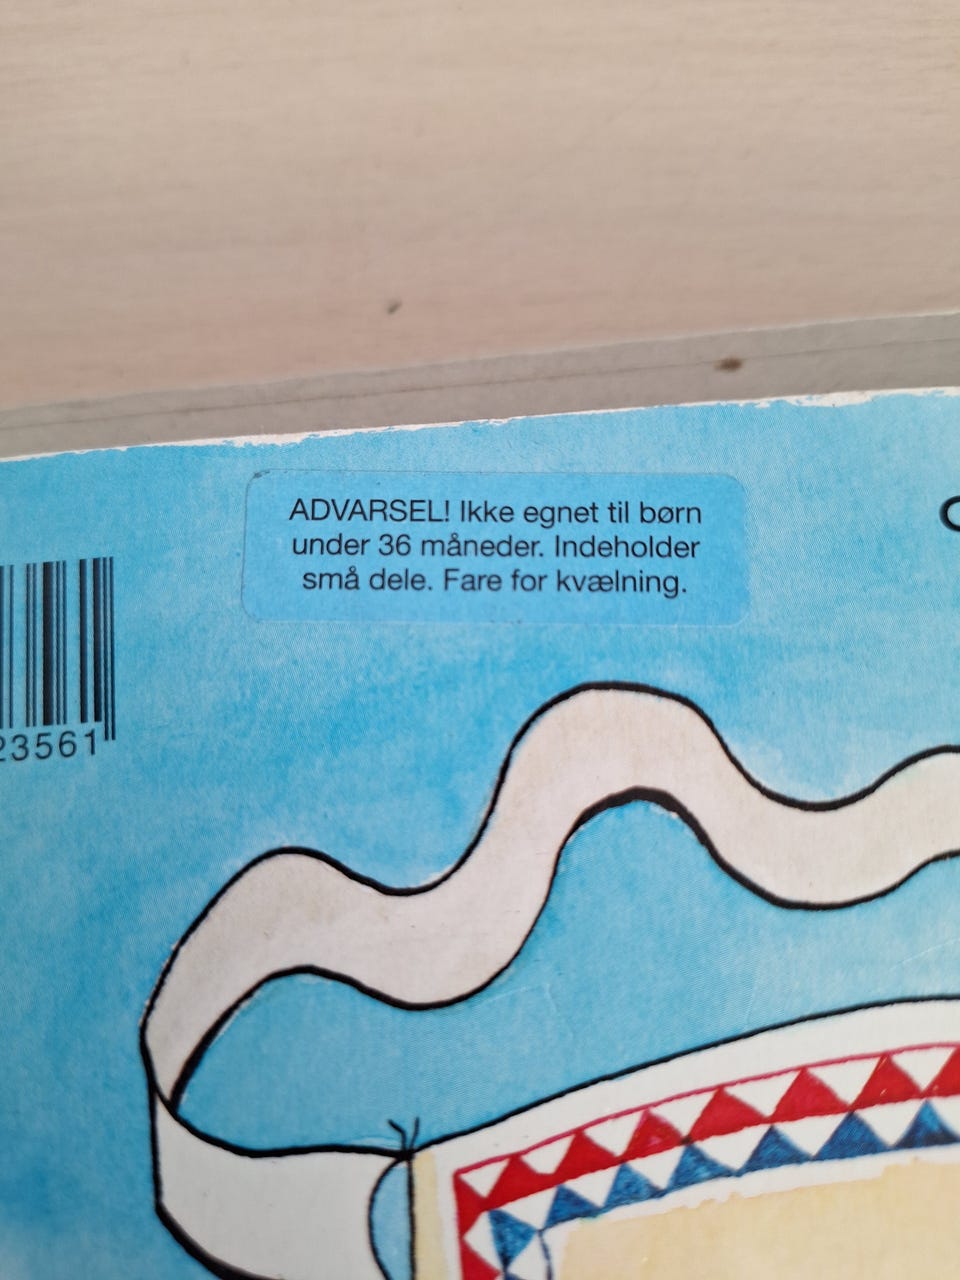 ADVARSEL! Ikke egnet til børn
under 36 måneder. Indeholder
små dele. Fare for kvælning.
23561